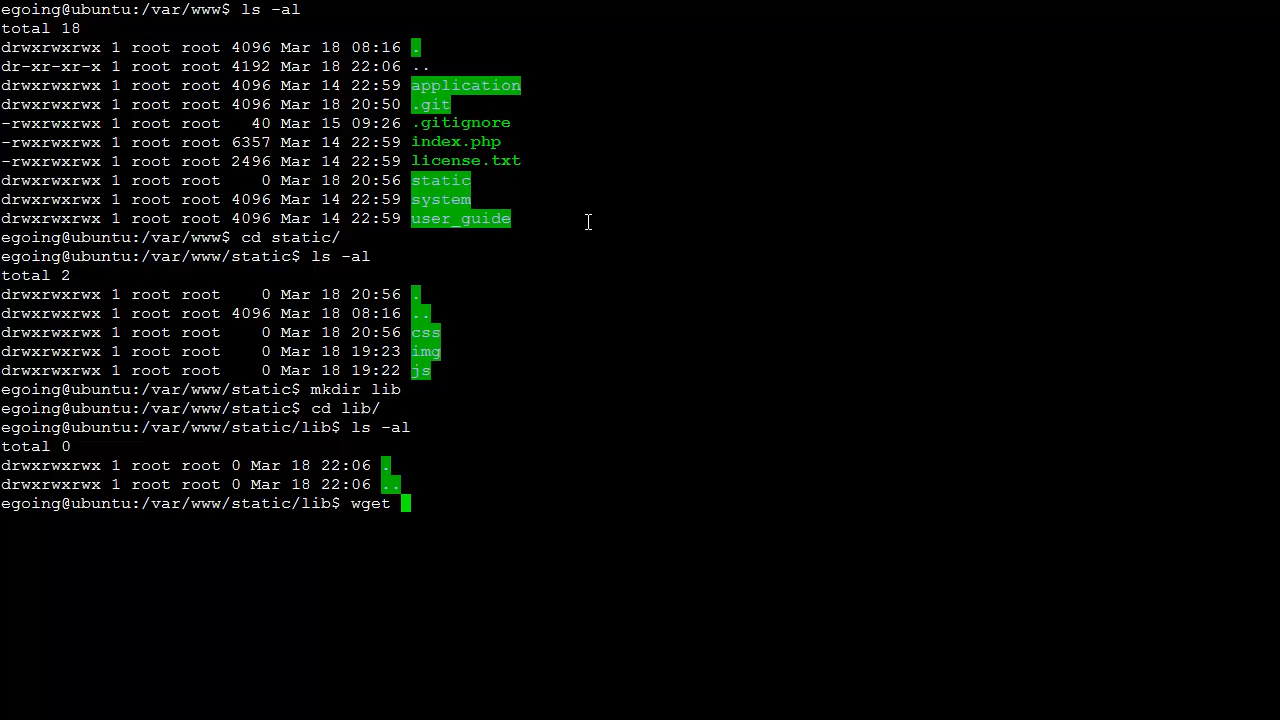 egoing@ubuntu:/var/www$ ls -al
total 18
drwxrwxrwx 1 root root 4096 Mar 18 08:16 .
dr-xr-xr-x 1 root root 4192 Mar 18 22:06 ..
drwxrwxrwx 1 root root 4096 Mar 14 22:59 application
drwxrwxrwx 1 root root 4096 Mar 18 20:50 .git
-rwxrwxrwx 1 root root   40 Mar 15 09:26 .gitignore
-rwxrwxrwx 1 root root 6357 Mar 14 22:59 index.php
-rwxrwxrwx 1 root root 2496 Mar 14 22:59 license.txt
drwxrwxrwx 1 root root    0 Mar 18 20:56 static
drwxrwxrwx 1 root root 4096 Mar 14 22:59 system
drwxrwxrwx 1 root root 4096 Mar 14 22:59 user_guide
egoing@ubuntu:/var/www$ cd static/
egoing@ubuntu:/var/www/static$ ls -al
total 2
drwxrwxrwx 1 root root    0 Mar 18 20:56 .
drwxrwxrwx 1 root root 4096 Mar 18 08:16 ..
drwxrwxrwx 1 root root    0 Mar 18 20:56 css
drwxrwxrwx 1 root root    0 Mar 18 19:23 img
drwxrwxrwx 1 root root    0 Mar 18 19:22 js
egoing@ubuntu:/var/www/static$ mkdir lib
egoing@ubuntu:/var/www/static$ cd lib/
egoing@ubuntu:/var/www/static/lib$ ls -al
total 0
drwxrwxrwx 1 root root 0 Mar 18 22:06 .
drwxrwxrwx 1 root root 0 Mar 18 22:06 ..
egoing@ubuntu:/var/www/static/lib$ wget